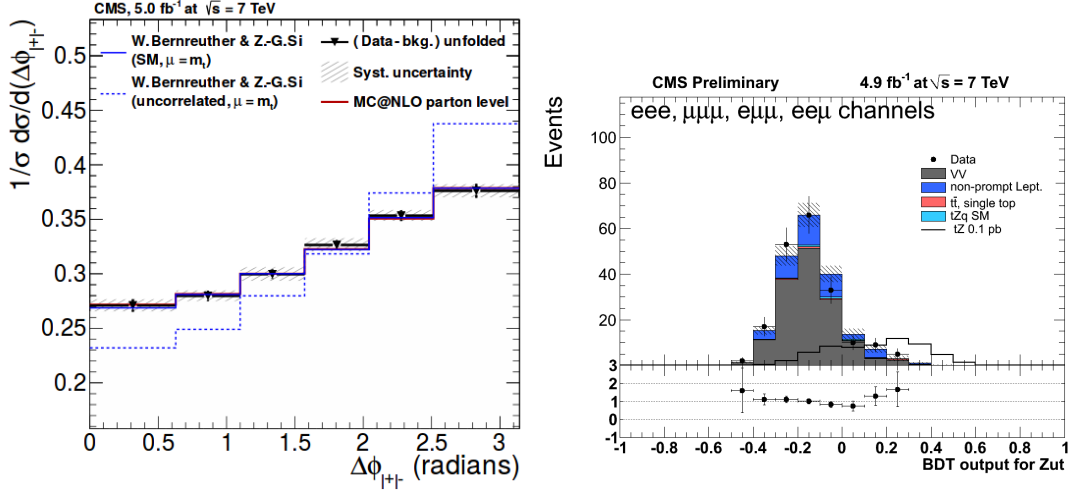 CMS, 5.0 fb⁻¹ at √s = 7 TeV
1/σ dσ/d(Δϕ|+|-)
W.Bernreuther & Z.-G.Si
(SM, μ = mt)
W.Bernreuther & Z.-G.Si
(uncorrelated, μ = mt)
(Data-bkg.) unfolded
Syst. uncertainty
MC@NLO parton level
0.5
0.45
0.4
0.35
0.3
0.25
0.2
0 0.5 1 1.5 2 2.5 3
Δϕ|+|- (radians)
CMS Preliminary 4.9 fb⁻¹ at √s = 7 TeV
Events
eee, μμμ, eμμ, eeμ channels
Data
VV
non-prompt Lept.
tt̄, single top
tZq SM
tZ 0.1 pb
100
80
60
40
20
3
2
1
0
-1
-1 -0.8 -0.6 -0.4 -0.2 0 0.2 0.4 0.6 0.8 1
BDT output for Zut